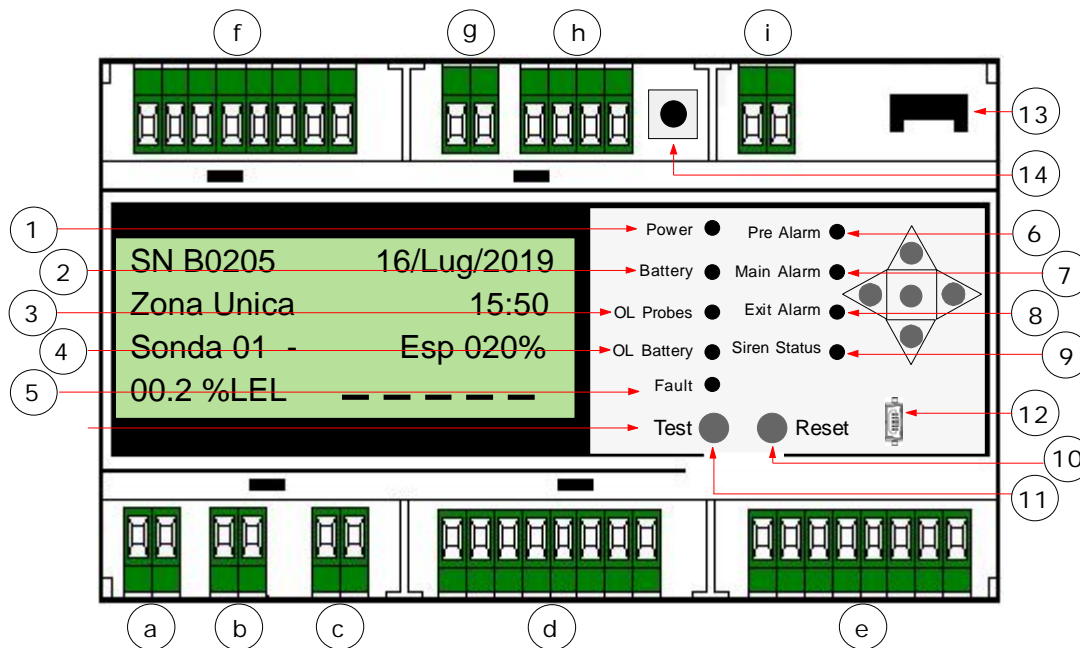 f
g
h
i
13
14
1
Power
Pre Alarm
6
SN B0205 16/Lug/2019
2
Battery
Main Alarm
7
Zona Unica 15:50
3
OL Probes
Exit Alarm
8
Sonda 01 - Esp 020%
4
OL Battery
Siren Status
9
00.2 %LEL _ _ _ _ _
5
Fault
12
Test
Reset
10
11
a
b
c
d
e